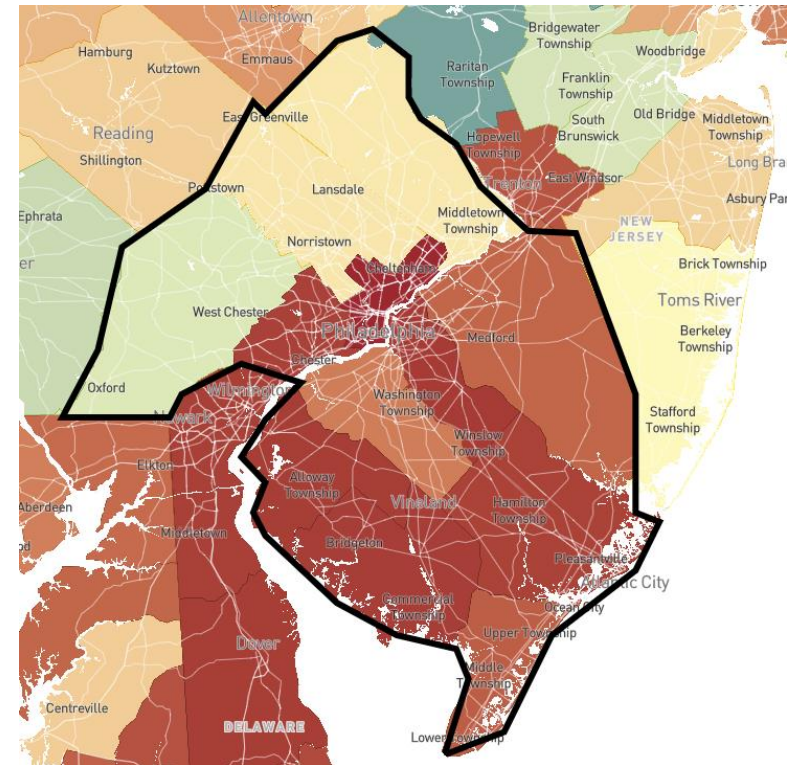 Allentown
Bridgewater
Township
Hamburg
Emmaus
Woodbridge
Kutztown
Raritan
Township
Franklin
Township
East Greenville
Old Bridge
Middletown
Township
South
Brunswick
Reading
Hopewell
Township
Shillington
Long Bra
Pottstown
Lansdale
Trenton
East Windsor
Asbury Par
Ephrata
Middletown
Township
NEW
JERSEY
Norristown
er
Brick Township
Cheltenham
Toms River
West Chester
Philadelphia
Medford
Berkeley
Township
Chester
Oxford
Wilmington
Washington
Township
Newark
Stafford
Township
Winslow
Township
Elkton
Alloway
Township
Aberdeen
Vineland
Hamilton
Township
Middletown
od
Bridgeton
Pleasantville
Atlantic City
Commercial
Township
Ocean City
Upper Township
Dover
Middle
Township
Centreville
DELAWARE
Lower Township